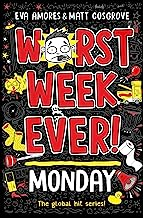 EVA AMORES & MATT COSGROVE
WORST
WEEK
EVER!
MONDAY
The global hit series!